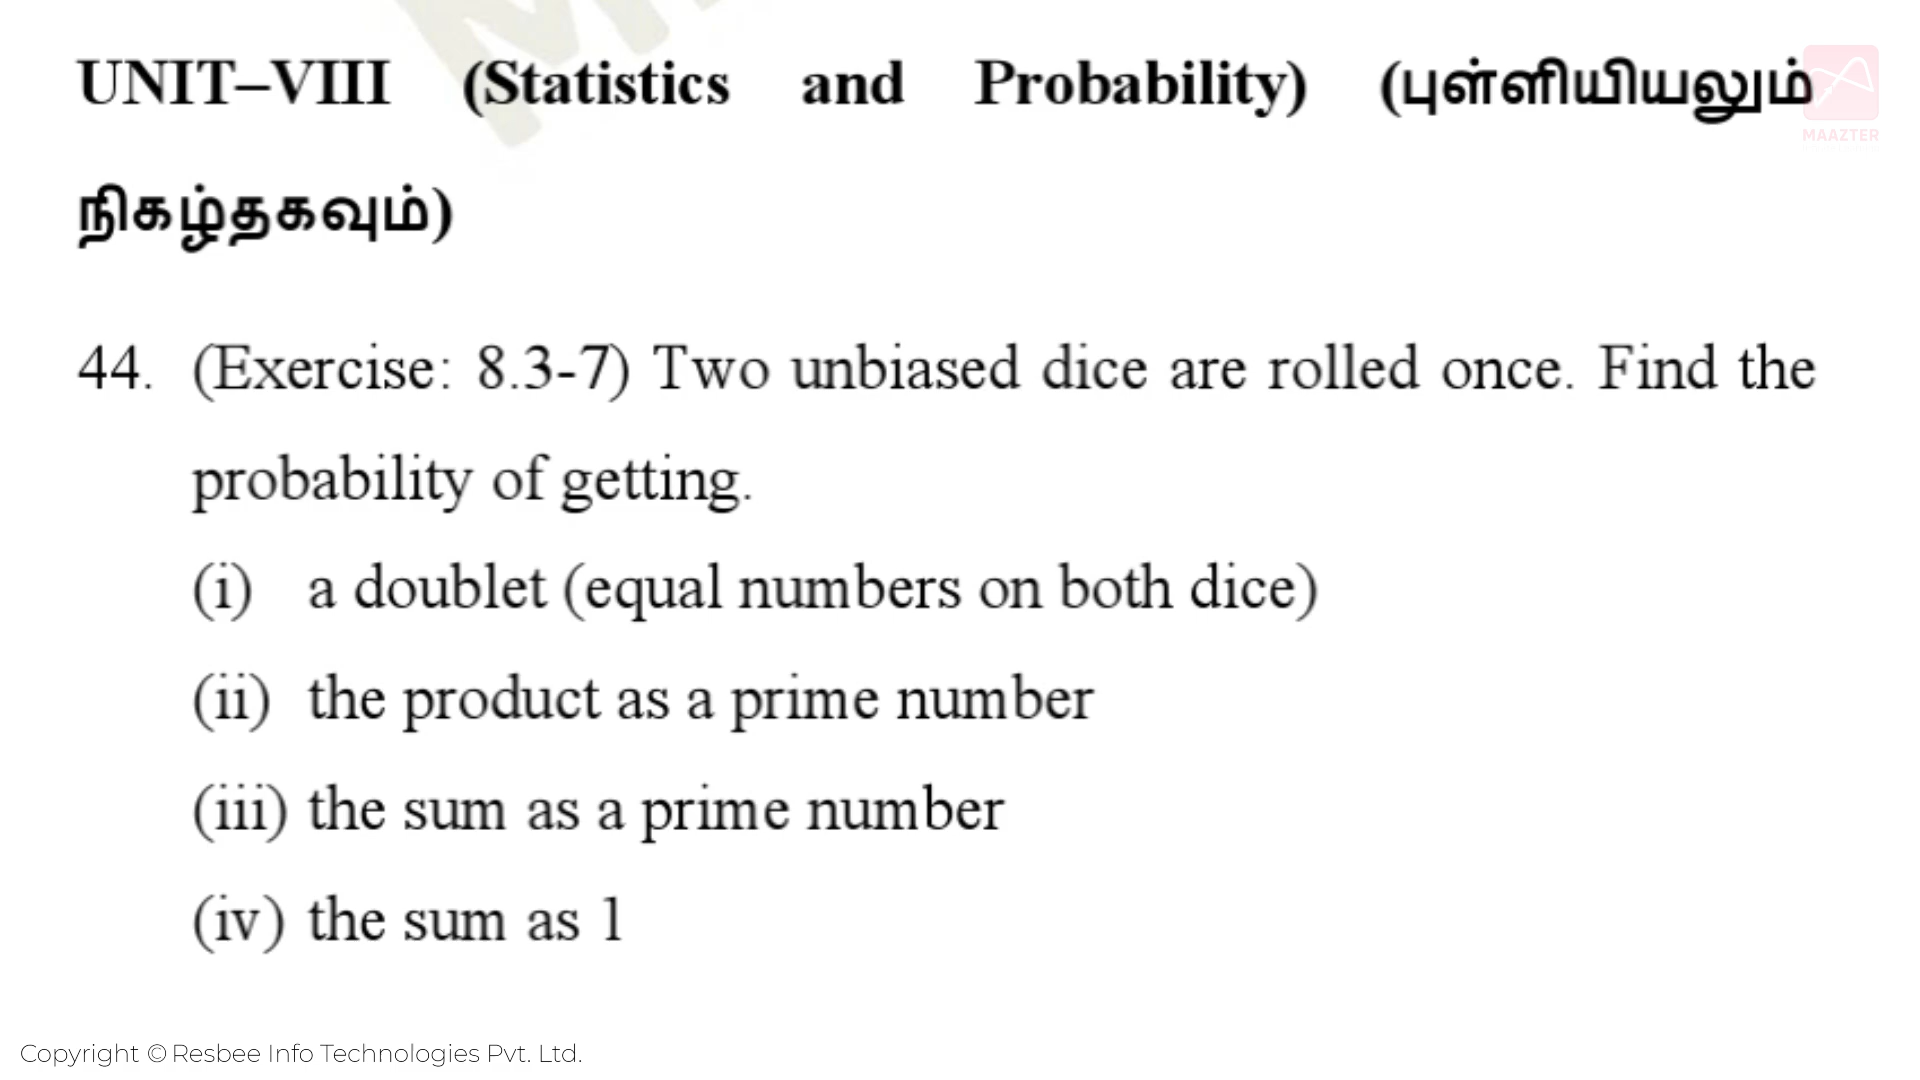 UNIT–VIII (Statistics and Probability) (புள்ளியியலும்
MAAZTER
நிகழ்தகவும்)
44. (Exercise: 8.3-7) Two unbiased dice are rolled once. Find the
probability of getting.
(i) a doublet (equal numbers on both dice)
(ii) the product as a prime number
(iii) the sum as a prime number
(iv) the sum as 1
Copyright © Resbee Info Technologies Pvt. Ltd.